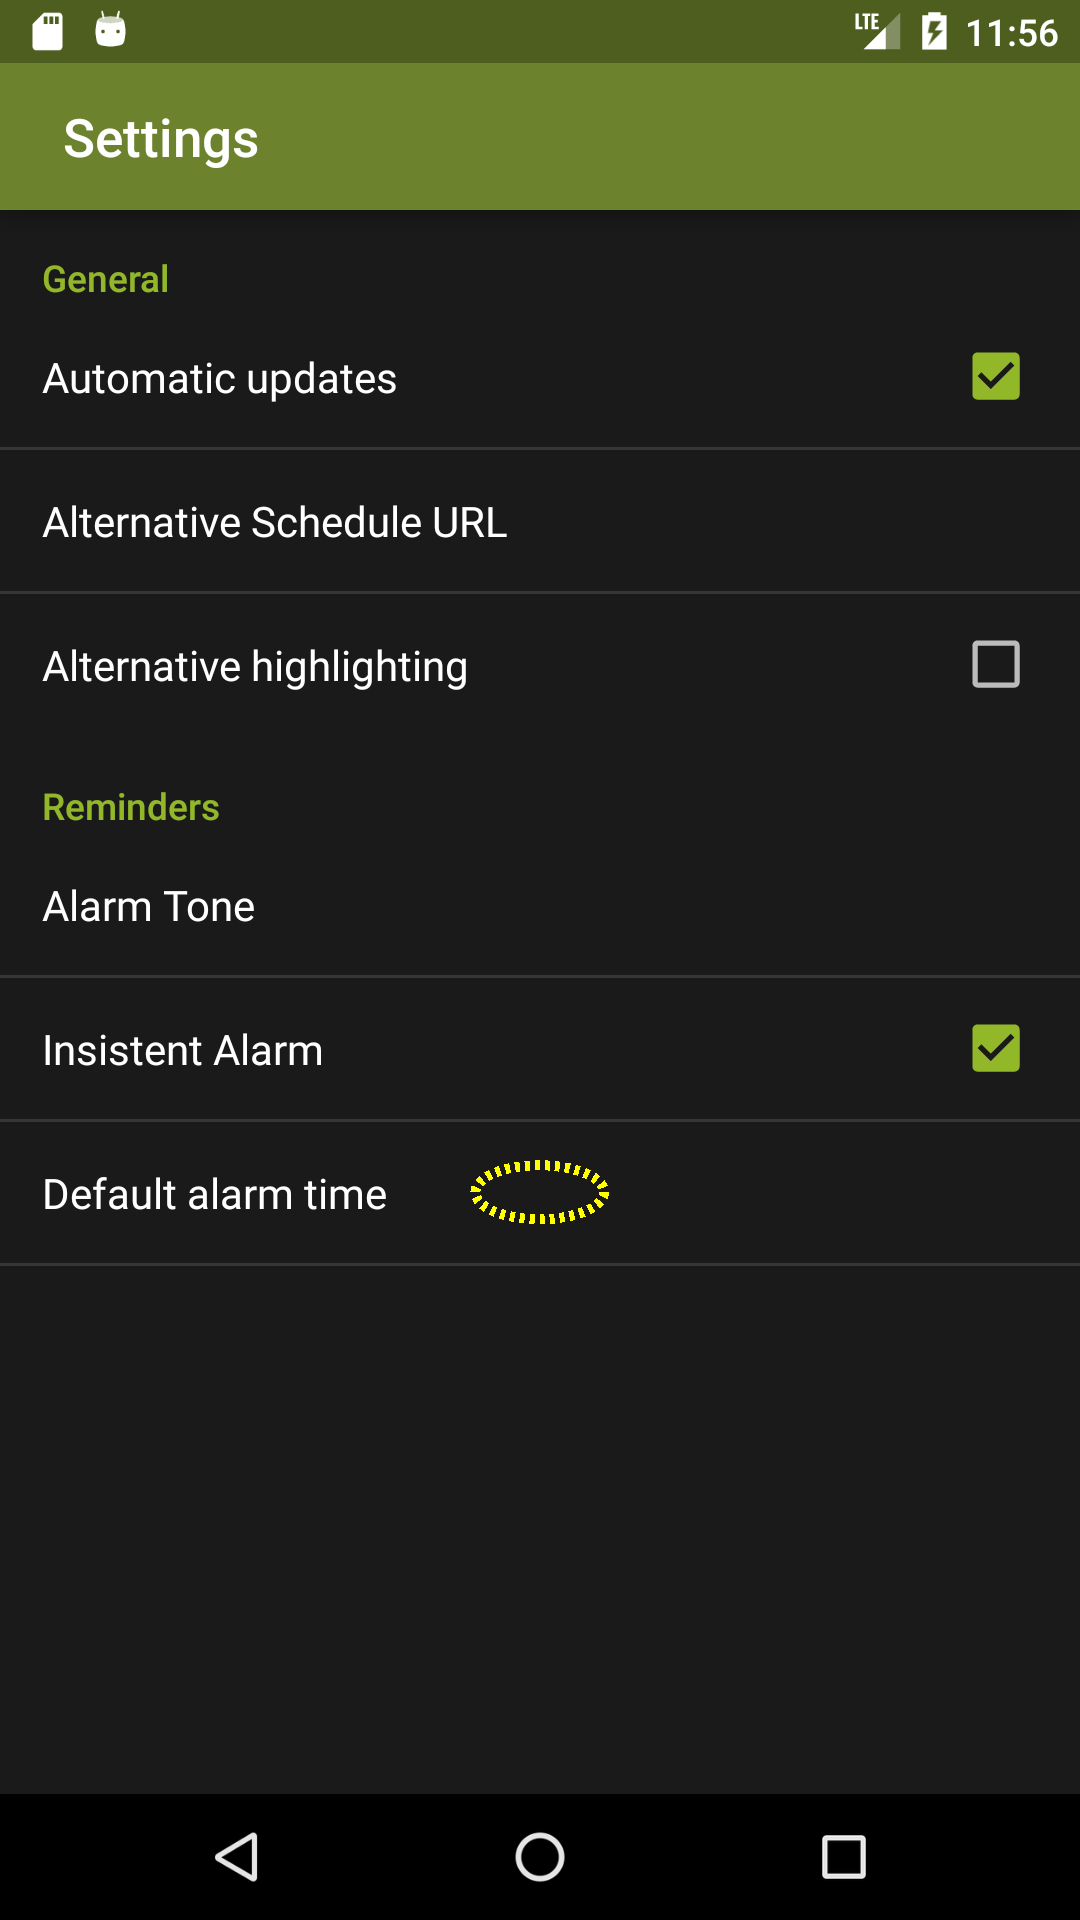 LTE 11:56
Settings
General
Automatic updates
Alternative Schedule URL
Alternative highlighting
Reminders
Alarm Tone
Insistent Alarm
Default alarm time